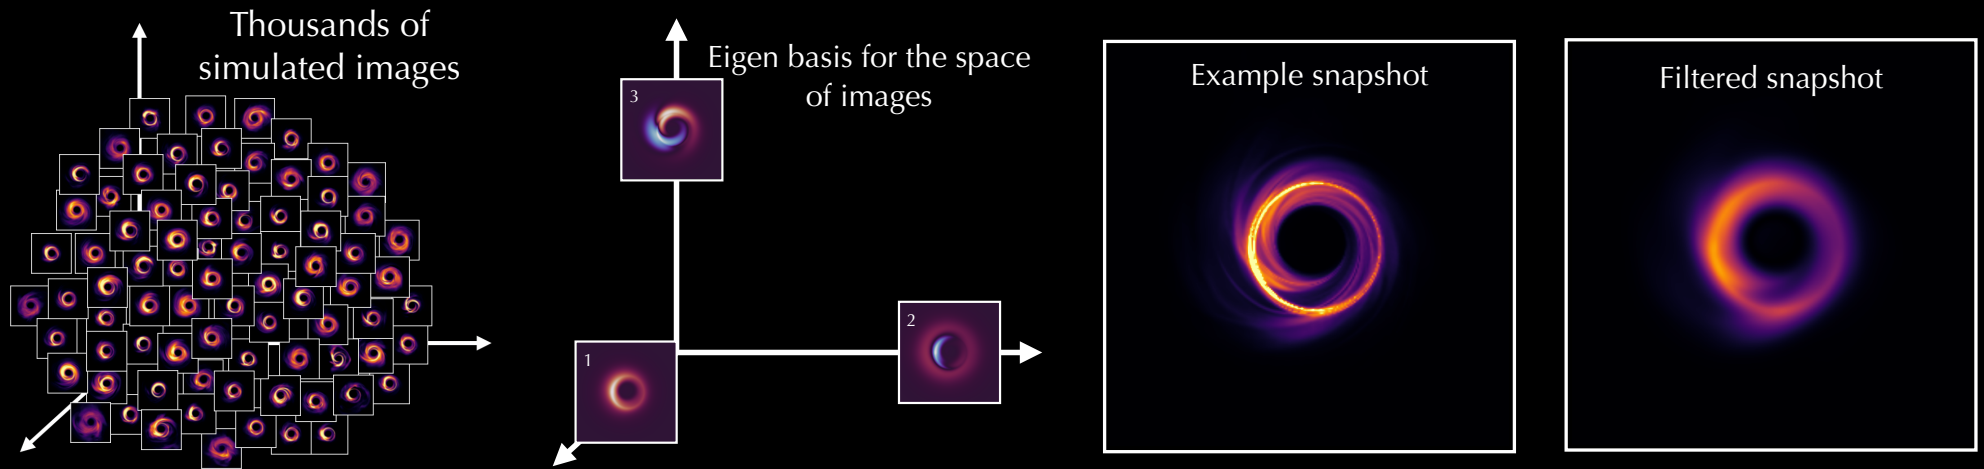 Thousands of
simulated images
Eigen basis for the space
of images
3
2
1
Example snapshot
Filtered snapshot